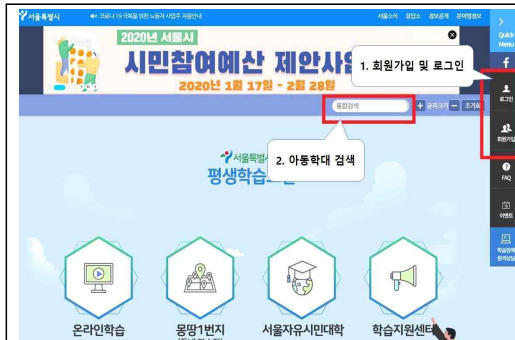 서울특별시
코로나 19 극복을 위한 노동자 사업주 지원안내
서울소식 응답소 정보공개 분야별정보
2020년 서울시
시민참여예산 제안사
2020년 1월 17일 - 2월 28일
통합검색
글자크기
초기화
1. 회원가입 및 로그인
2. 아동학대 검색
서울특별시
평생학습
온라인학습
몽땅1번지
서울자유시민대학
학습지원센터
Quick
Menu
f
로그인
회원가입
FAQ
이벤트
학습장애
원격상담